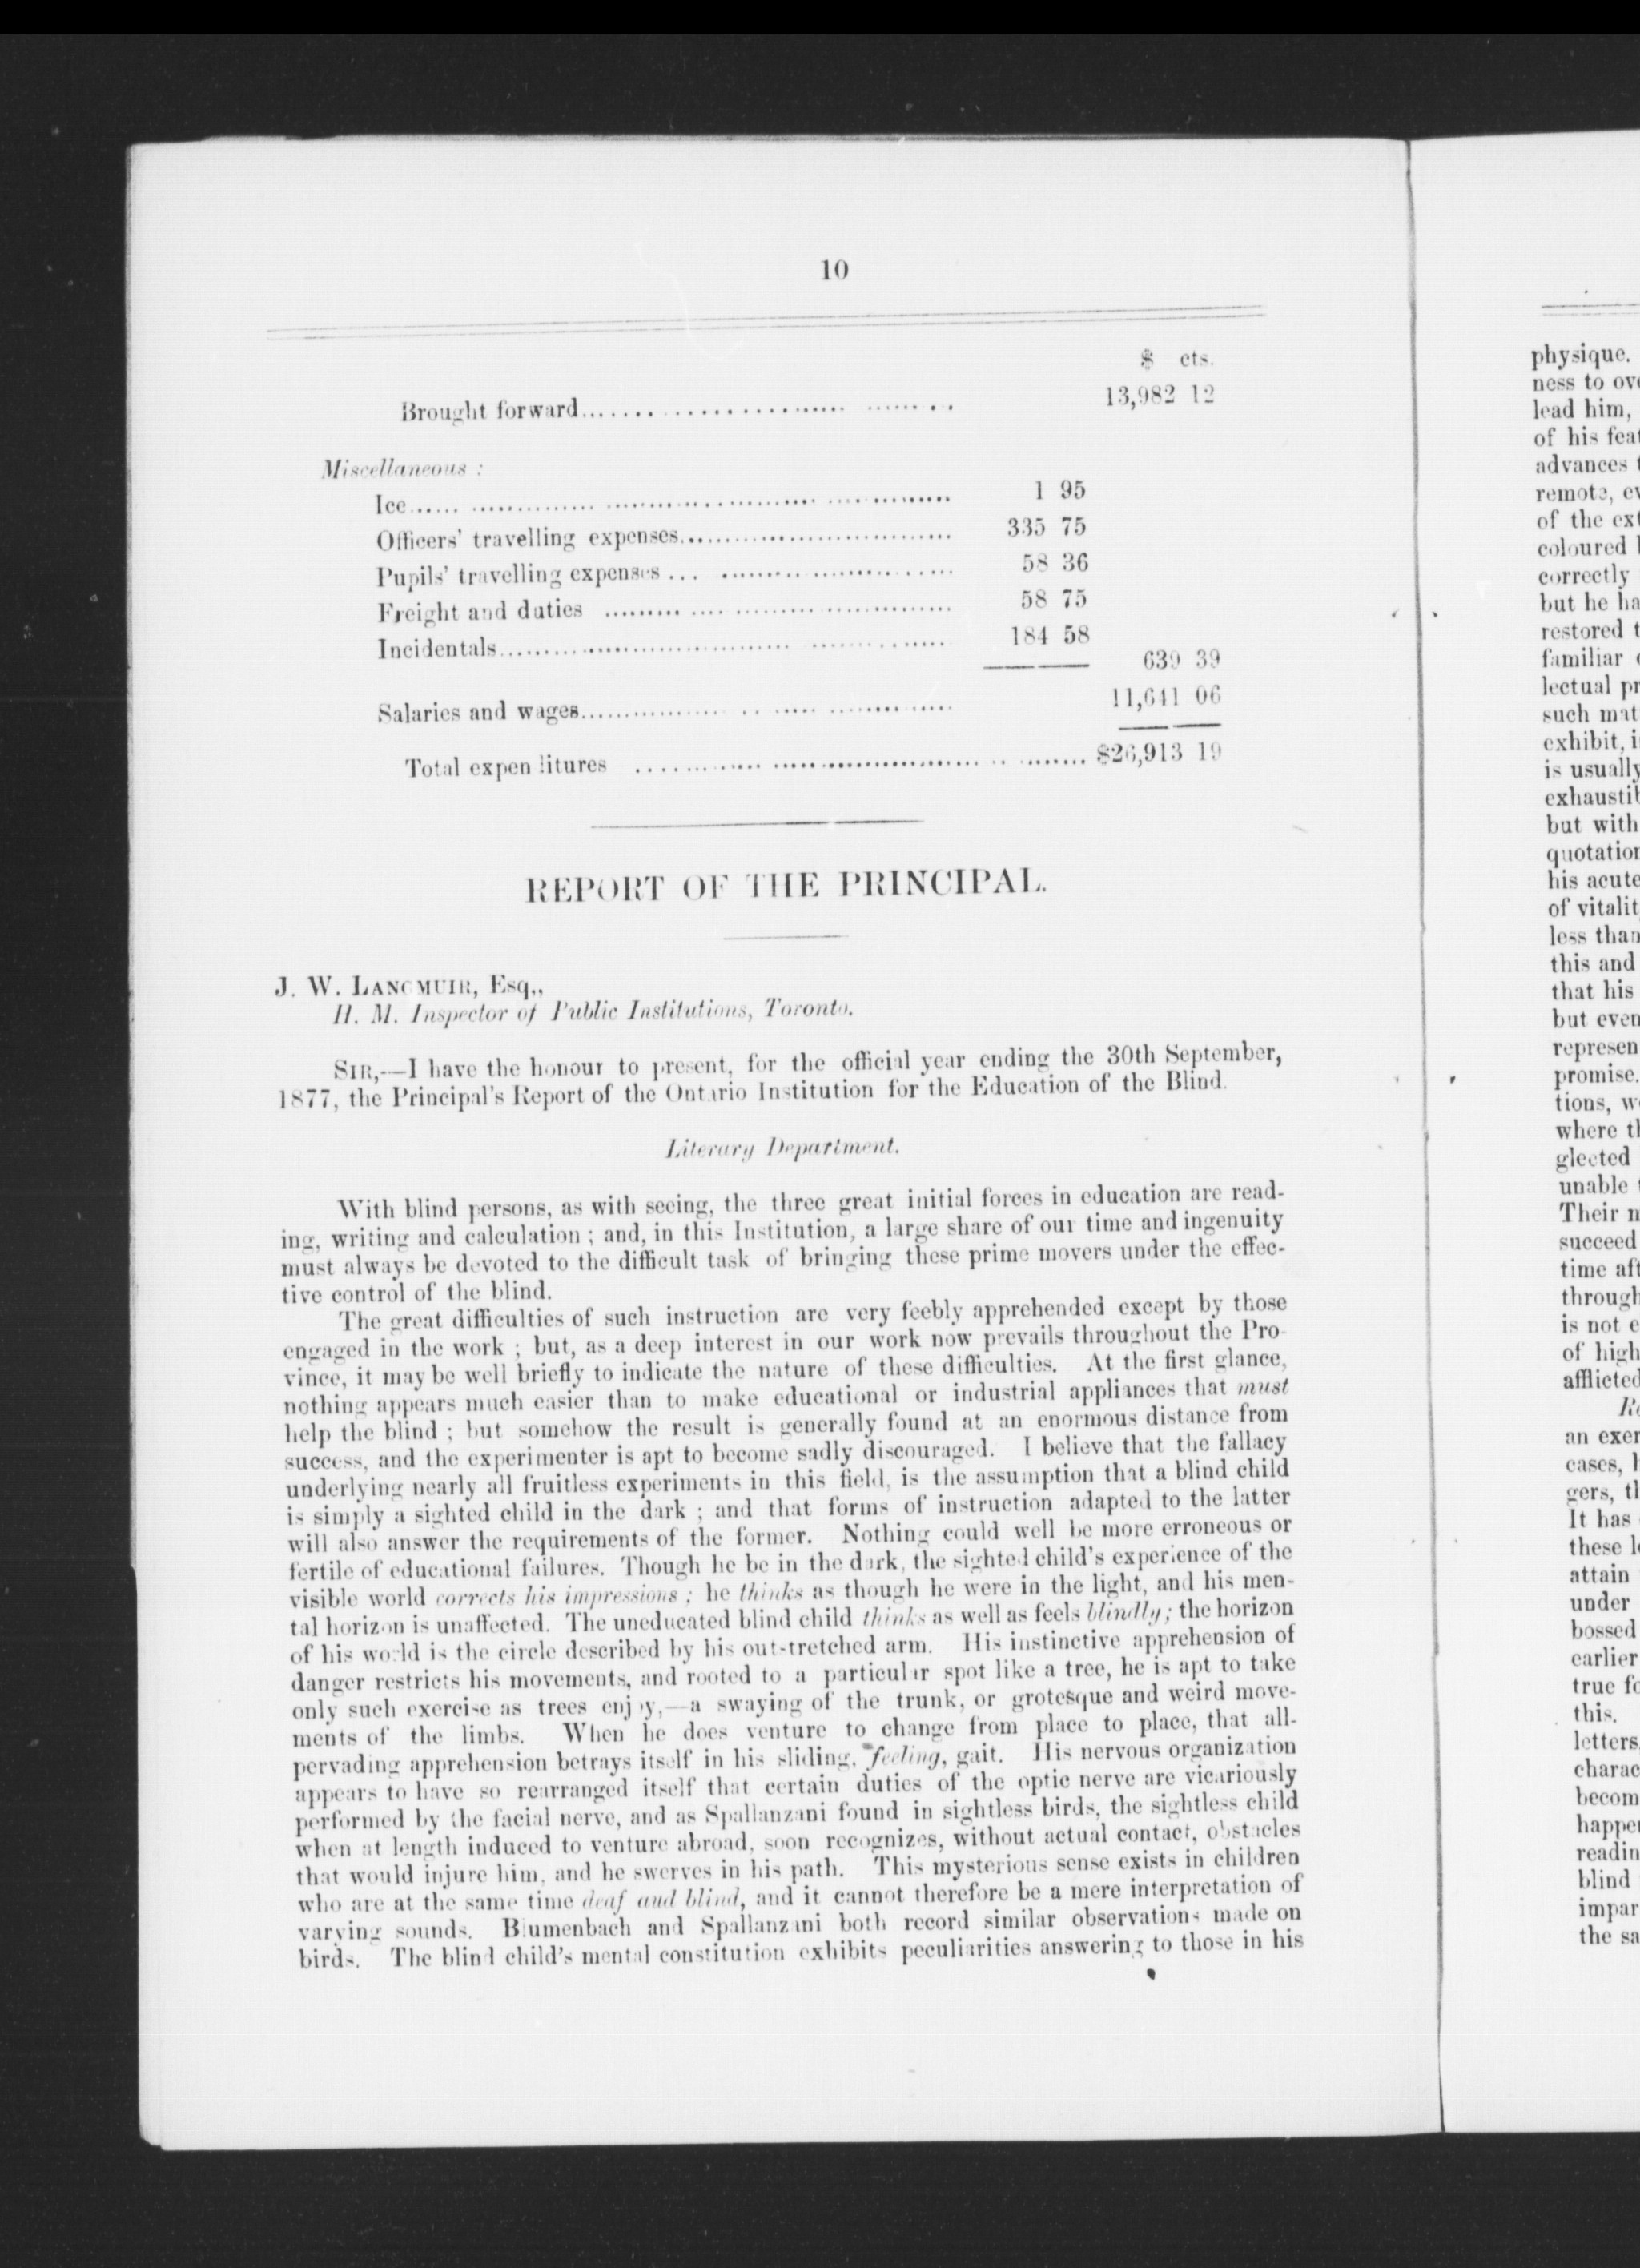 10
$ cts.
Brought forward 13,982 12
Miscellaneous :
Ice 1 95
Officers' travelling expenses 335 75
Pupils' travelling expenses 58 36
Freight and duties 58 75
Incidentals 184 58
639 39
Salaries and wages 11,641 06
Total expenditures $26,913 19
REPORT OF THE PRINCIPAL.
J. W. LANGMUIR, Esq.,
H. M. Inspector of Public Institutions, Toronto.
SIR,—I have the honour to present, for the official year ending the 30th September,
1877, the Principal's Report of the Ontario Institution for the Education of the Blind.
Literary Department.
With blind persons, as with seeing, the three great initial forces in education are read-
ing, writing and calculation ; and, in this Institution, a large share of our time and ingenuity
must always be devoted to the difficult task of bringing these prime movers under the effec-
tive control of the blind.
The great difficulties of such instruction are very feebly apprehended except by those
engaged in the work ; but, as a deep interest in our work now prevails throughout the Pro-
vince, it may be well briefly to indicate the nature of these difficulties. At the first glance,
nothing appears much easier than to make educational or industrial appliances that must
help the blind ; but somehow the result is generally found at an enormous distance from
success, and the experimenter is apt to become sadly discouraged. I believe that the fallacy
underlying nearly all fruitless experiments in this field, is the assumption that a blind child
is simply a sighted child in the dark ; and that forms of instruction adapted to the latter
will also answer the requirements of the former. Nothing could well be more erroneous or
fertile of educational failures. Though he be in the dark, the sighted child's experience of the
visible world corrects his impressions ; he thinks as though he were in the light, and his men-
tal horizon is unaffected. The uneducated blind child thinks as well as feels blindly ; the horizon
of his world is the circle described by his out-tretched arm. His instinctive apprehension of
danger restricts his movements, and rooted to a particular spot like a tree, he is apt to take
only such exercise as trees enjoy,—a swaying of the trunk, or grotesque and weird move-
ments of the limbs. When he does venture to change from place to place, that all-
pervading apprehension betrays itself in his sliding, feeling, gait. His nervous organization
appears to have so rearranged itself that certain duties of the optic nerve are vicariously
performed by the facial nerve, and as Spallanzani found in sightless birds, the sightless child
when at length induced to venture abroad, soon recognizes, without actual contact, obstacles
that would injure him, and he swerves in his path. This mysterious sense exists in children
who are at the same time deaf and blind, and it cannot therefore be a mere interpretation of
varying sounds. Blumenbach and Spallanzani both record similar observations made on
birds. The blind child's mental constitution exhibits peculiarities answering to those in his
physique.
ness to ov
lead him,
of his fea
advances
remote, ev
of the ext
coloured
correctly
but he ha
restored t
familiar
lectual pr
such mat
exhibit, i
is usually
exhaustib
but with
quotation
his acute
of vitalit
less than
this and
that his
but even
represen
promise.
tions, w
where th
glected
unable
Their n
succeed
time aft
through
is not e
of high
afflicted
Re
an exer
cases, h
gers, th
It has
these l
attain
under
bossed
earlier
true fo
this.
letters,
charac
becom
happe
readin
blind
impar
the sa